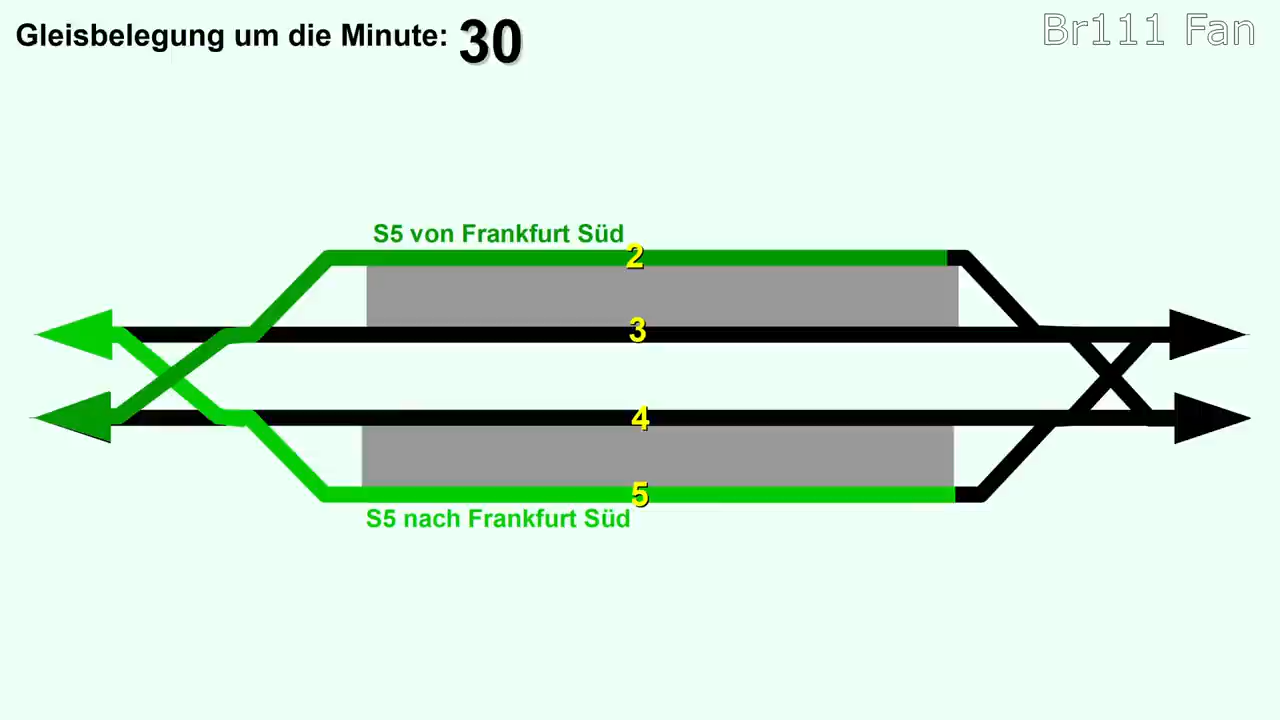 Gleisbelegung um die Minute: 30
Br111 Fan
S5 von Frankfurt Süd
2
3
4
5
S5 nach Frankfurt Süd